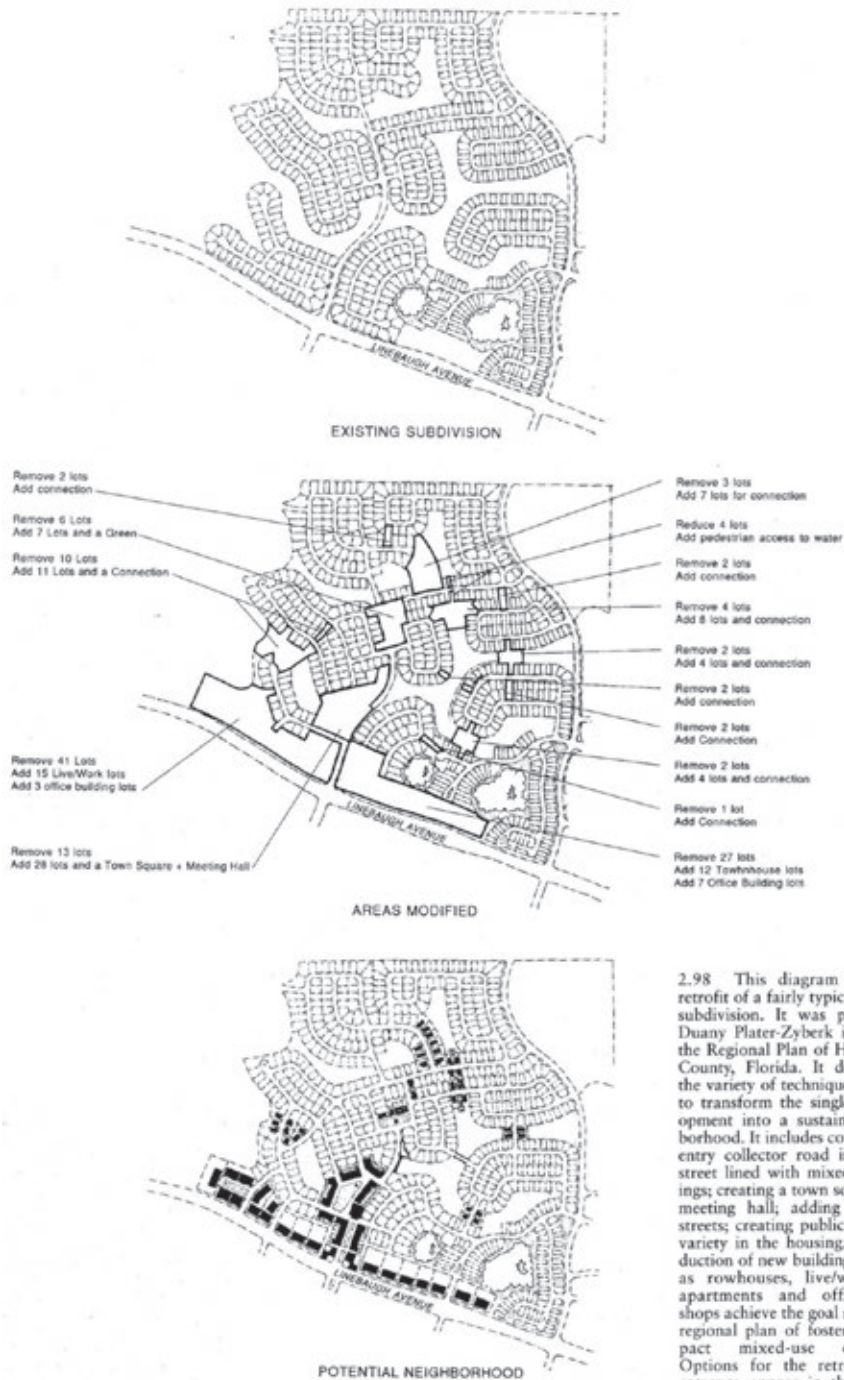 LINEBAUGH AVENUE
EXISTING SUBDIVISION
Remove 2 lots
Add connection
Remove 6 Lots
Add 7 Lots and a Green
Remove 10 Lots
Add 11 Lots and a Connection
Remove 41 Lots
Add 15 Live/Work lots
Add 3 office building lots
Remove 13 lots
Add 28 lots and a Town Square + Meeting Hall
Remove 3 lots
Add 7 lots for connection
Reduce 4 lots
Add pedestrian access to water
Remove 2 lots
Add connection
Remove 4 lots
Add 8 lots and connection
Remove 2 lots
Add 4 lots and connection
Remove 2 lots
Add connection
Remove 2 lots
Add Connection
Remove 2 lots
Add 4 lots and connection
Remove 1 lot
Add Connection
Remove 27 lots
Add 12 Towhnhouse lots
Add 7 Office Building lots
LINEBAUGH AVENUE
AREAS MODIFIED
LINEBAUGH AVENUE
POTENTIAL NEIGHBORHOOD
2.98 This diagram
retrofit of a fairly typic
subdivision. It was p
Duany Plater-Zyberk i
the Regional Plan of H
County, Florida. It d
the variety of technique
to transform the single
opment into a sustain
borhood. It includes co
entry collector road i
street lined with mixed
ings; creating a town s
meeting hall; adding
streets; creating public
variety in the housing.
duction of new building
as rowhouses, live/w
apartments and off
shops achieve the goal
regional plan of foster
pact mixed-use
Options for the retr